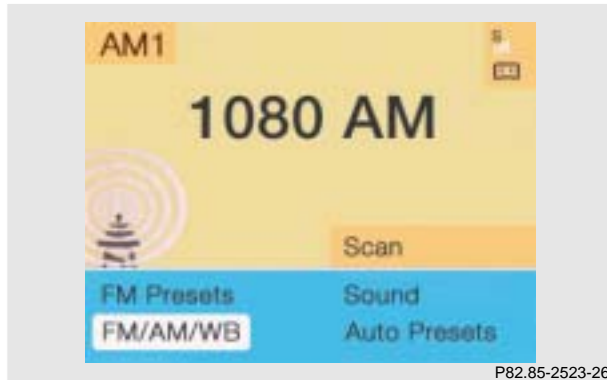 AM1
S
1080 AM
Scan
FM Presets Sound
FM/AM/WB Auto Presets
P82.85-2523-26